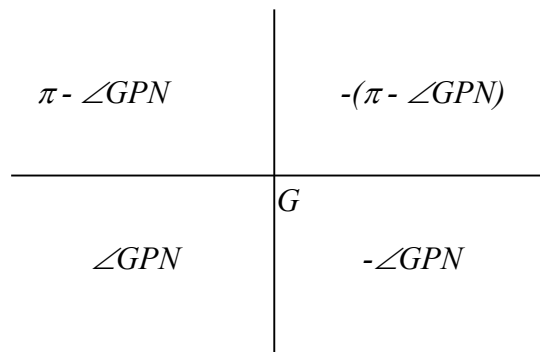 π - ∠GPN -(π - ∠GPN)
G
∠GPN -∠GPN